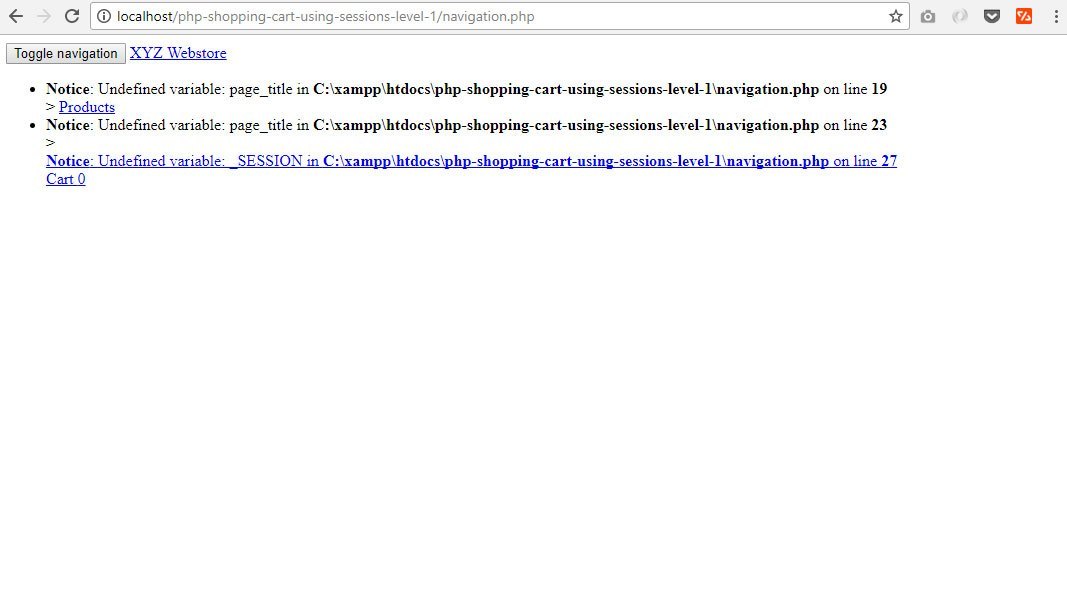 localhost/php-shopping-cart-using-sessions-level-1/navigation.php
Toggle navigation XYZ Webstore
Notice: Undefined variable: page_title in C:\xampp\htdocs\php-shopping-cart-using-sessions-level-1\navigation.php on line 19
> Products
Notice: Undefined variable: page_title in C:\xampp\htdocs\php-shopping-cart-using-sessions-level-1\navigation.php on line 23
>
Notice: Undefined variable: _SESSION in C:\xampp\htdocs\php-shopping-cart-using-sessions-level-1\navigation.php on line 27
Cart 0